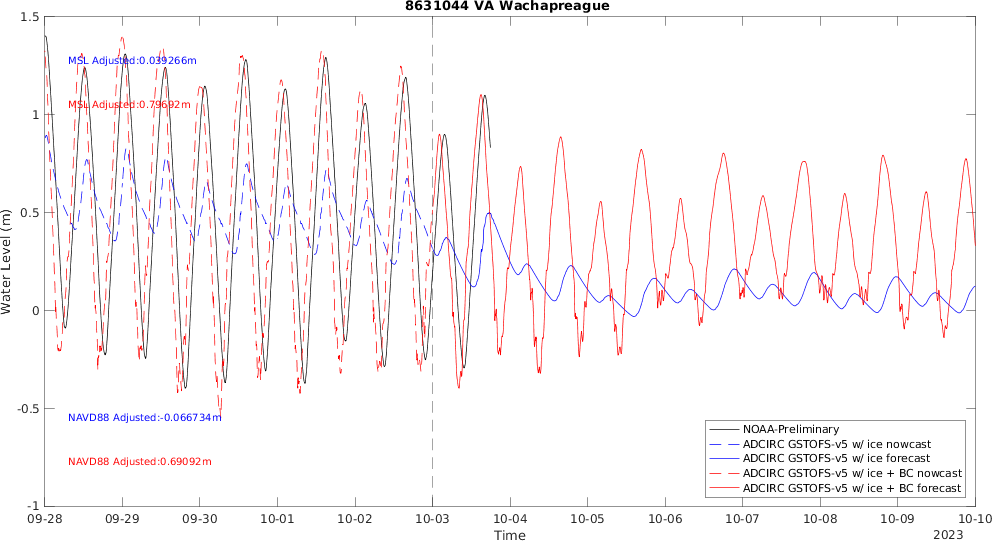 8631044 VA Wachapreague
1.5
1
0.5
0
-0.5
-1
Water Level (m)
MSL Adjusted:0.039266m
MSL Adjusted:0.79692m
NAVD88 Adjusted:-0.066734m
NAVD88 Adjusted:0.69092m
NOAA-Preliminary
ADCIRC GSTOFS-v5 w/ ice nowcast
ADCIRC GSTOFS-v5 w/ ice forecast
ADCIRC GSTOFS-v5 w/ ice + BC nowcast
ADCIRC GSTOFS-v5 w/ ice + BC forecast
09-28 09-29 09-30 10-01 10-02 10-03 10-04 10-05 10-06 10-07 10-08 10-09 10-10
Time
2023